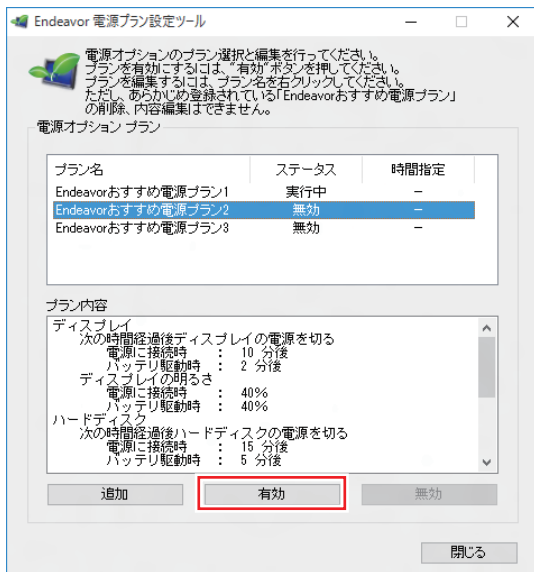 Endeavor 電源プラン設定ツール
電源オプションのプラン選択と編集を行ってください。
プランを有効にするには、“有効”ボタンを押してください。
プランを編集するには、プラン名を右クリックしてください。
ただし、あらかじめ登録されている「Endeavorおすすめ電源プラン」
の削除、内容編集はできません。
電源オプション プラン
プラン名 ステータス 時間指定
Endeavorおすすめ電源プラン1 実行中 −
Endeavorおすすめ電源プラン2 無効 −
Endeavorおすすめ電源プラン3 無効 −
プラン内容
ディスプレイ
次の時間経過後ディスプレイの電源を切る
電源に接続時 : 10 分後
バッテリ駆動時 : 2 分後
ディスプレイの明るさ
電源に接続時 : 40%
バッテリ駆動時 : 40%
ハードディスク
次の時間経過後ハードディスクの電源を切る
電源に接続時 : 15 分後
バッテリ駆動時 : 5 分後
追加 有効 無効
閉じる